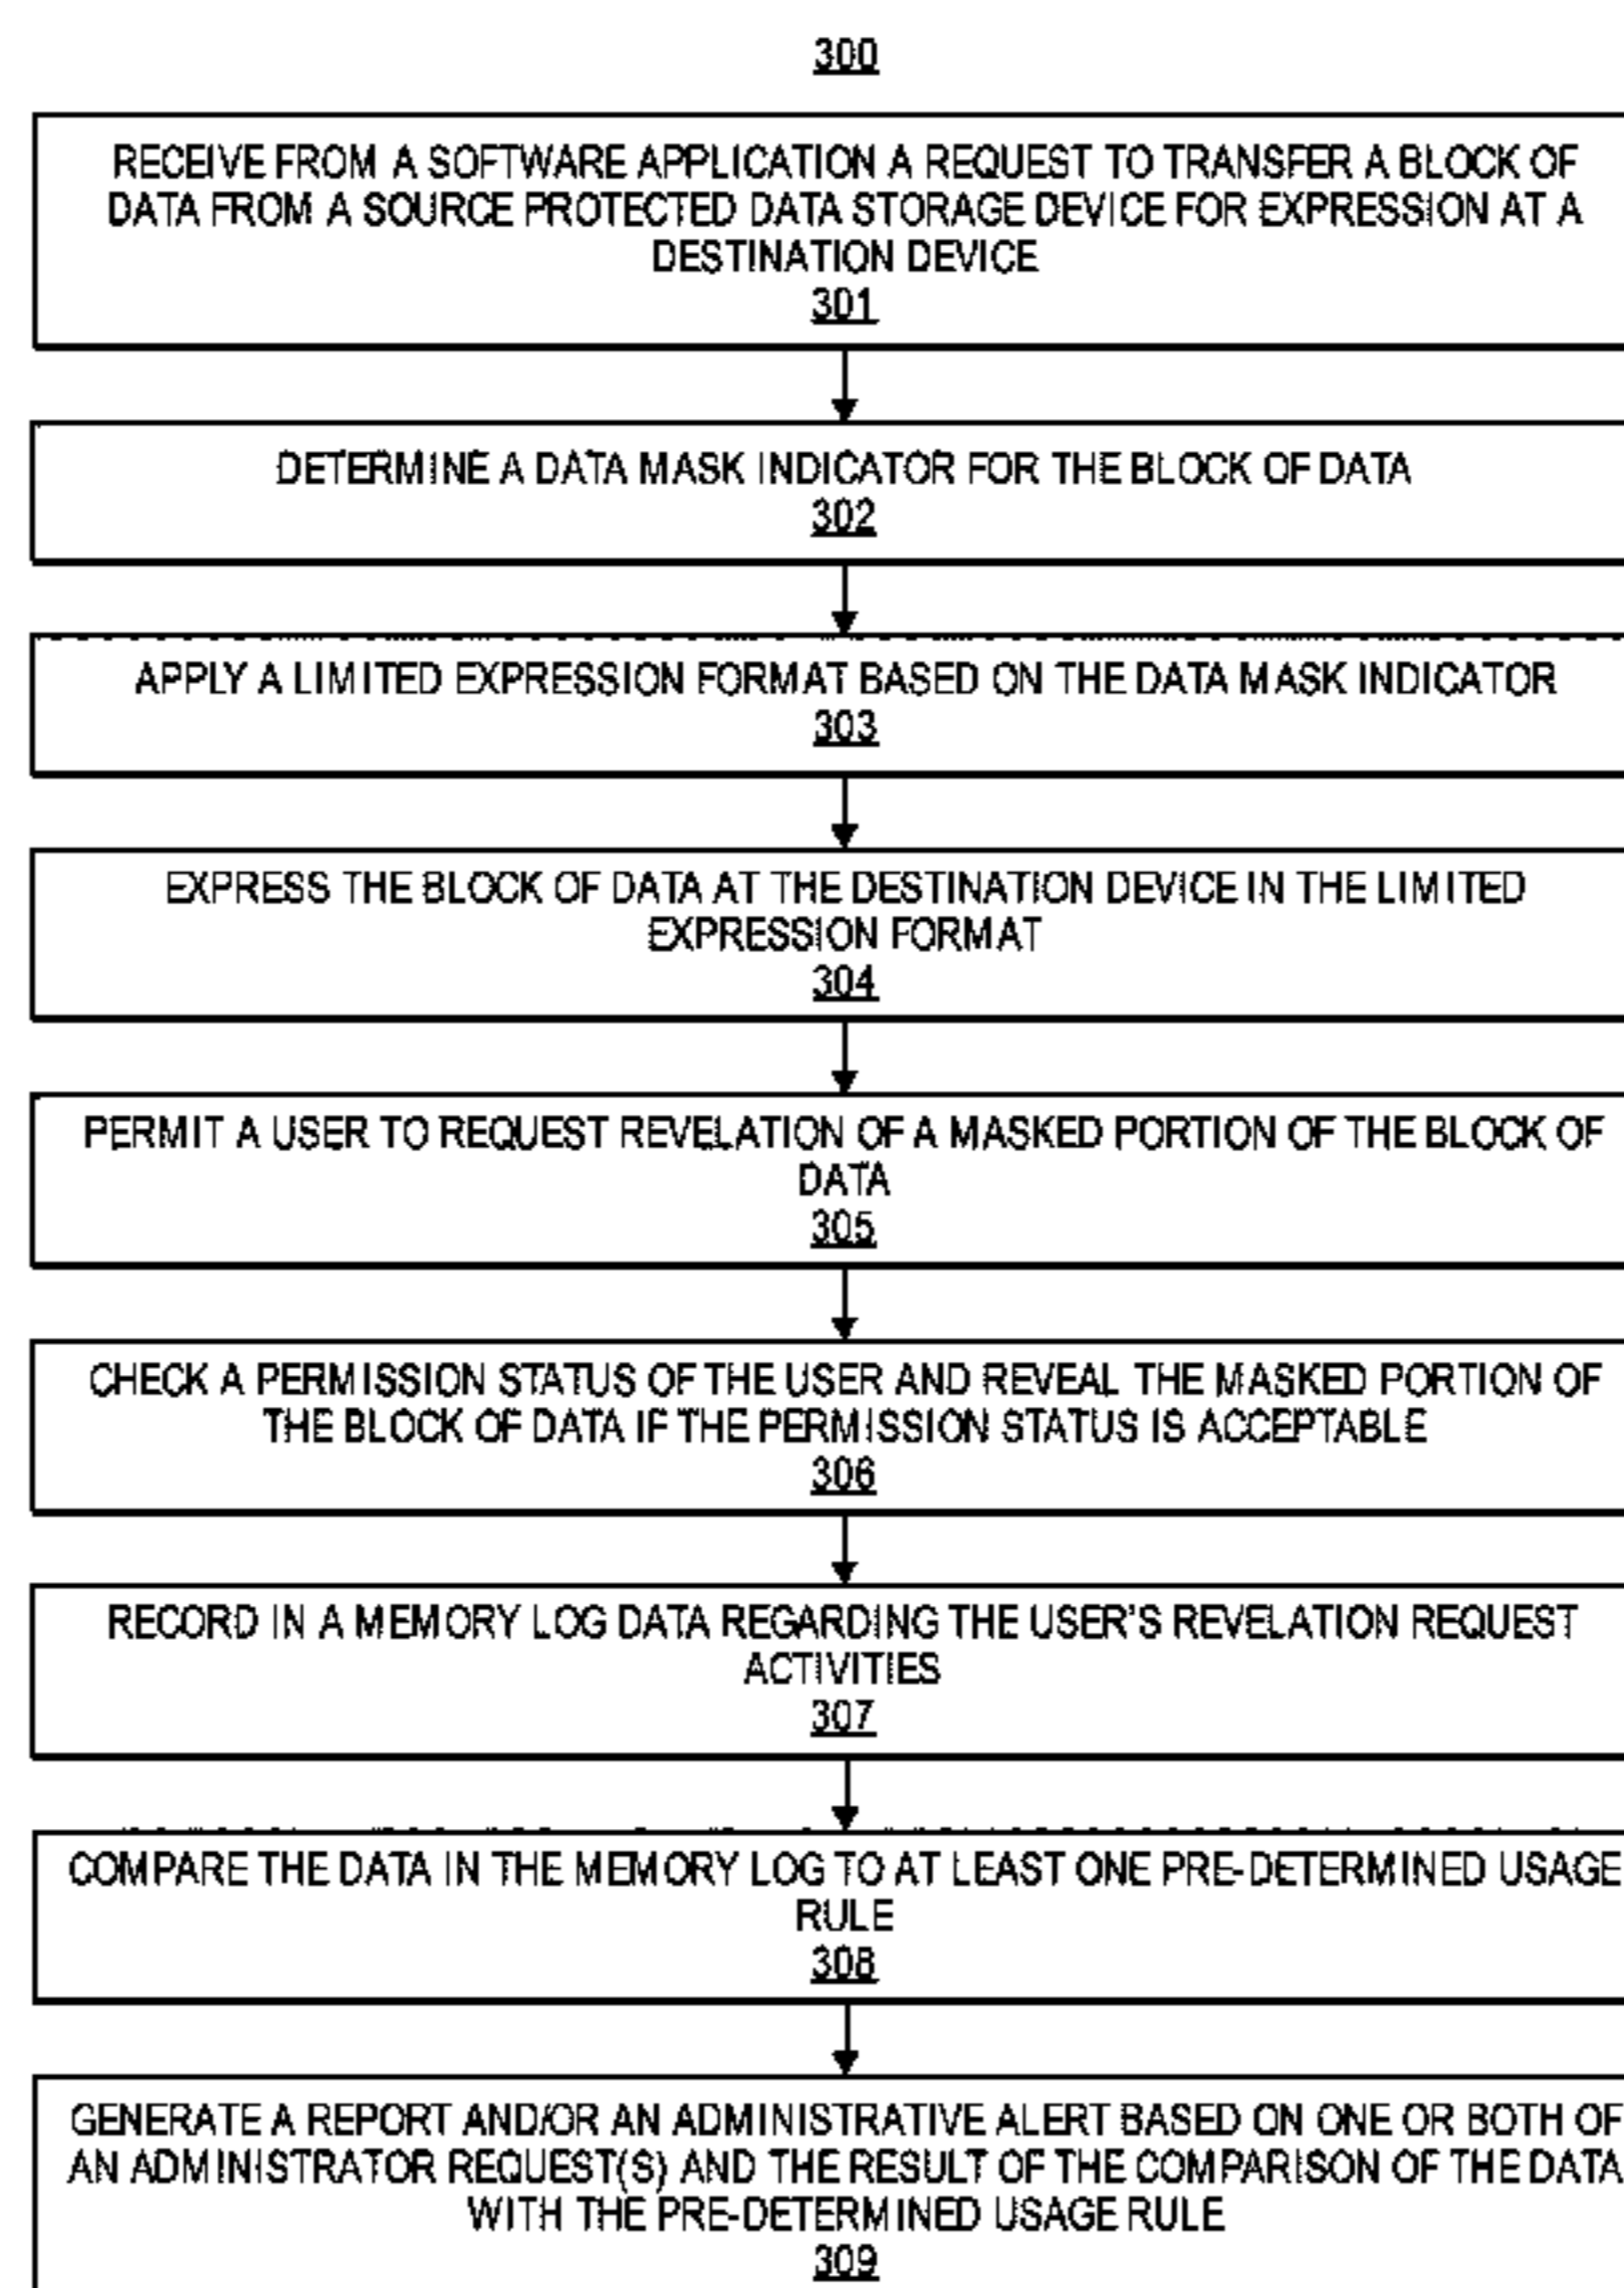 300
RECEIVE FROM A SOFTWARE APPLICATION A REQUEST TO TRANSFER A BLOCK OF
DATA FROM A SOURCE PROTECTED DATA STORAGE DEVICE FOR EXPRESSION AT A
DESTINATION DEVICE
301
DETERMINE A DATA MASK INDICATOR FOR THE BLOCK OF DATA
302
APPLY A LIMITED EXPRESSION FORMAT BASED ON THE DATA MASK INDICATOR
303
EXPRESS THE BLOCK OF DATA AT THE DESTINATION DEVICE IN THE LIMITED
EXPRESSION FORMAT
304
PERMIT A USER TO REQUEST REVELATION OF A MASKED PORTION OF THE BLOCK OF
DATA
305
CHECK A PERMISSION STATUS OF THE USER AND REVEAL THE MASKED PORTION OF
THE BLOCK OF DATA IF THE PERMISSION STATUS IS ACCEPTABLE
306
RECORD IN A MEMORY LOG DATA REGARDING THE USER'S REVELATION REQUEST
ACTIVITIES
307
COMPARE THE DATA IN THE MEMORY LOG TO AT LEAST ONE PRE-DETERMINED USAGE
RULE
308
GENERATE A REPORT AND/OR AN ADMINISTRATIVE ALERT BASED ON ONE OR BOTH OF
AN ADMINISTRATOR REQUEST(S) AND THE RESULT OF THE COMPARISON OF THE DATA
WITH THE PRE-DETERMINED USAGE RULE
309